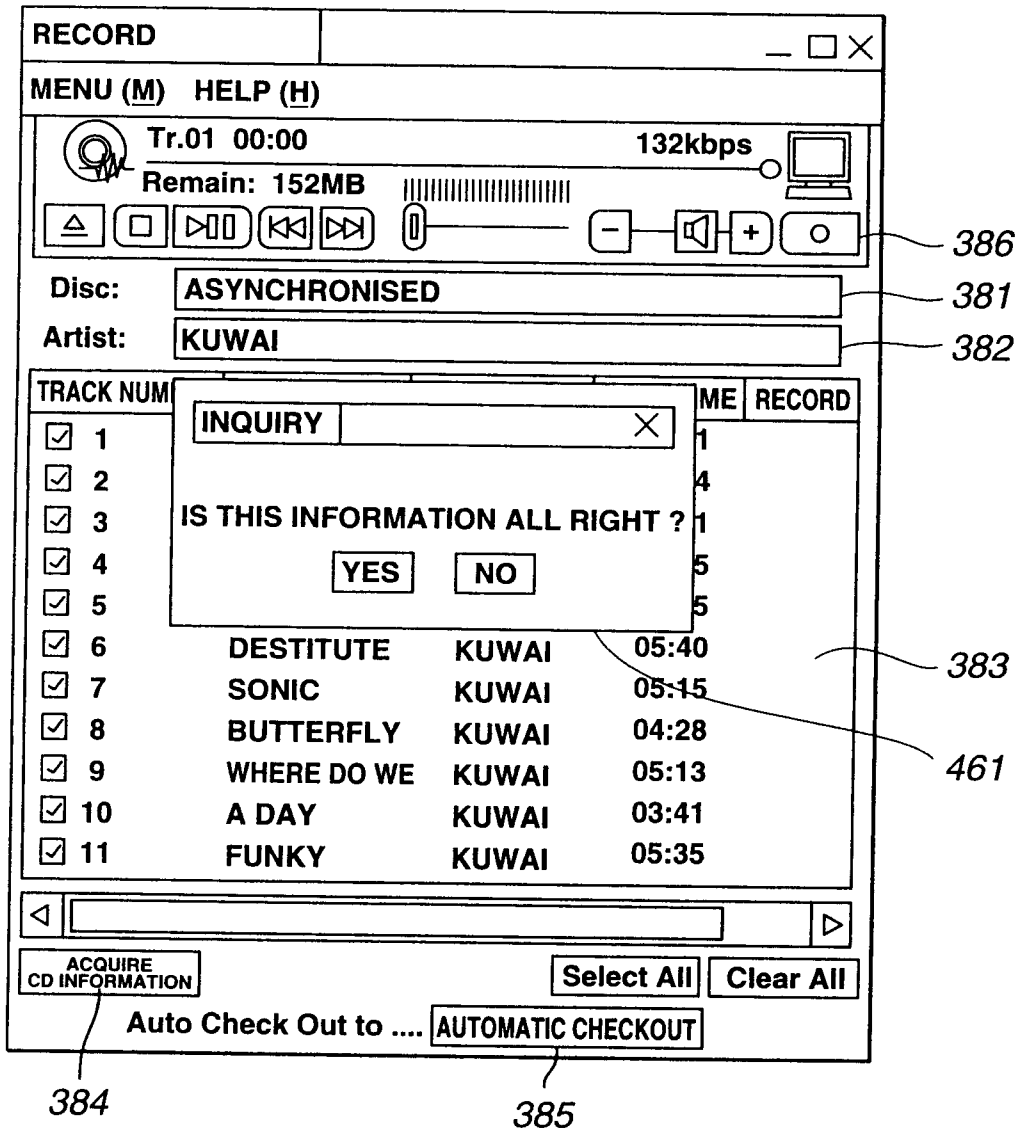 RECORD
MENU (M) HELP (H)
Tr.01 00:00 132kbps
Remain: 152MB
386
Disc: ASYNCHRONISED 381
Artist: KUWAI 382
TRACK NUM ME RECORD
INQUIRY
1 1
2 4
3 IS THIS INFORMATION ALL RIGHT ? 1
4 YES NO 5
5 5
6 DESTITUTE KUWAI 05:40 383
7 SONIC KUWAI 05:15
8 BUTTERFLY KUWAI 04:28
9 WHERE DO WE KUWAI 05:13 461
10 A DAY KUWAI 03:41
11 FUNKY KUWAI 05:35
ACQUIRE
CD INFORMATION Select All Clear All
Auto Check Out to .... AUTOMATIC CHECKOUT
384 385